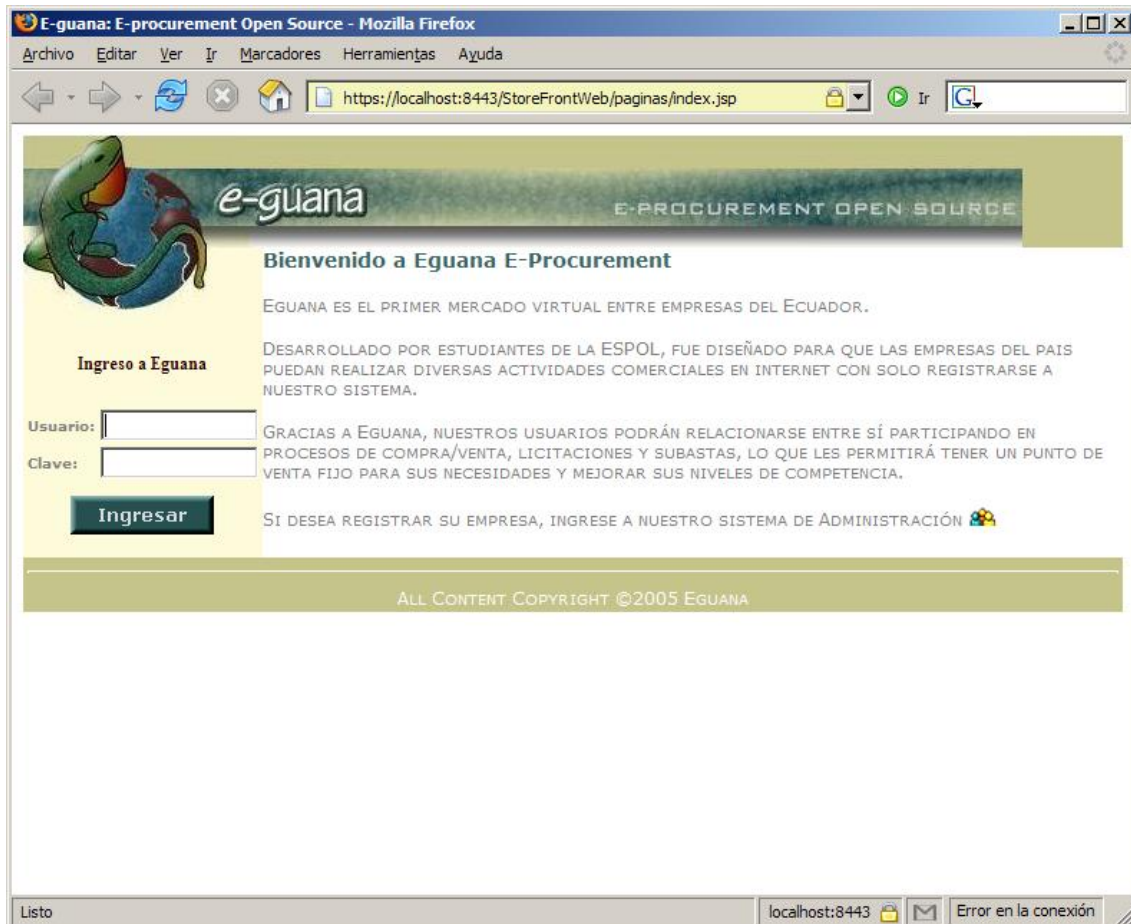 E-guana: E-procurement Open Source - Mozilla Firefox
Archivo Editar Ver Ir Marcadores Herramientas Ayuda
https://localhost:8443/StoreFrontWeb/paginas/index.jsp Ir G
e-guana
E-PROCUREMENT OPEN SOURCE
Bienvenido a Eguana E-Procurement
EGUANA ES EL PRIMER MERCADO VIRTUAL ENTRE EMPRESAS DEL ECUADOR.
DESARROLLADO POR ESTUDIANTES DE LA ESPOL, FUE DISEÑADO PARA QUE LAS EMPRESAS DEL PAIS
PUEDAN REALIZAR DIVERSAS ACTIVIDADES COMERCIALES EN INTERNET CON SOLO REGISTRARSE A
NUESTRO SISTEMA.
GRACIAS A EGUANA, NUESTROS USUARIOS PODRÁN RELACIONARSE ENTRE SÍ PARTICIPANDO EN
PROCESOS DE COMPRA/VENTA, LICITACIONES Y SUBASTAS, LO QUE LES PERMITIRÁ TENER UN PUNTO DE
VENTA FIJO PARA SUS NECESIDADES Y MEJORAR SUS NIVELES DE COMPETENCIA.
SI DESEA REGISTRAR SU EMPRESA, INGRESE A NUESTRO SISTEMA DE ADMINISTRACIÓN
Ingreso a Eguana
Usuario:
Clave:
Ingresar
ALL CONTENT COPYRIGHT ©2005 EGUANA
Listo localhost:8443 Error en la conexión